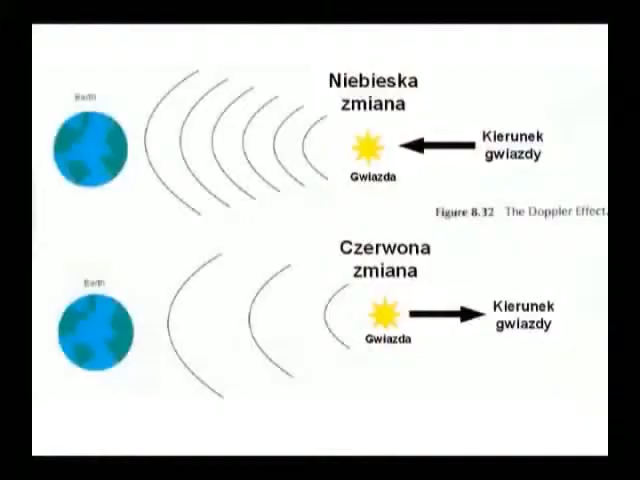 Niebieska
zmiana
Earth
Kierunek
gwiazdy
Gwiazda
Figure 8.32 The Doppler Effect.
Czerwona
zmiana
Earth
Kierunek
gwiazdy
Gwiazda